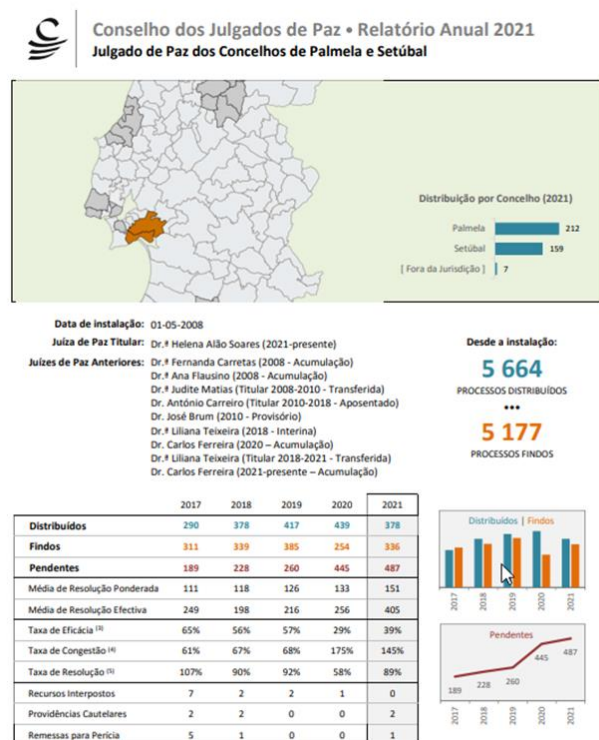 Conselho dos Julgados de Paz • Relatório Anual 2021
Julgado de Paz dos Concelhos de Palmela e Setúbal
Distribuição por Concelho (2021)
Palmela 212
Setúbal 159
[ Fora da Jurisdição ] 7
Data de instalação: 01-05-2008
Juíza de Paz Titular: Dr.ª Helena Alão Soares (2021-presente)
Juízes de Paz Anteriores: Dr.ª Fernanda Carretas (2008 - Acumulação)
Dr.ª Ana Flausino (2008 - Acumulação)
Dr.ª Judite Matias (Titular 2008-2010 - Transferida)
Dr. António Carreiro (Titular 2010-2018 - Aposentado)
Dr. José Brum (2010 - Provisório)
Dr.ª Liliana Teixeira (2018 - Interina)
Dr. Carlos Ferreira (2020 – Acumulação)
Dr.ª Liliana Teixeira (Titular 2018-2021 - Transferida)
Dr. Carlos Ferreira (2021-presente – Acumulação)
Desde a instalação:
5 664
PROCESSOS DISTRIBUÍDOS
•••
5 177
PROCESSOS FINDOS
2017 2018 2019 2020 2021
Distribuídos 290 378 417 439 378
Findos 311 339 385 254 336
Pendentes 189 228 260 445 487
Média de Resolução Ponderada 111 118 126 133 151
Média de Resolução Efectiva 249 198 216 256 405
Taxa de Eficácia (3) 65% 56% 57% 29% 39%
Taxa de Congestão (4) 61% 67% 68% 175% 145%
Taxa de Resolução (5) 107% 90% 92% 58% 89%
Recursos Interpostos 7 2 2 1 0
Providências Cautelares 2 2 0 0 2
Remessas para Perícia 5 1 0 0 1
Distribuídos | Findos
2017 2018 2019 2020 2021
Pendentes
189 228 260 445 487
2017 2018 2019 2020 2021